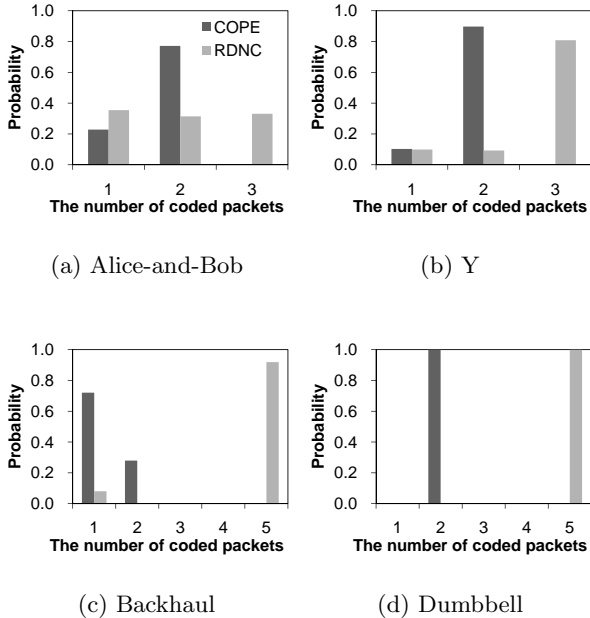 1.0
0.8
0.6
0.4
0.2
0.0
Probability
COPE
RDNC
1 2 3
The number of coded packets
(a) Alice-and-Bob
1.0
0.8
0.6
0.4
0.2
0.0
Probability
1 2 3
The number of coded packets
(b) Y
1.0
0.8
0.6
0.4
0.2
0.0
Probability
1 2 3 4 5
The number of coded packets
(c) Backhaul
1.0
0.8
0.6
0.4
0.2
0.0
Probability
1 2 3 4 5
The number of coded packets
(d) Dumbbell